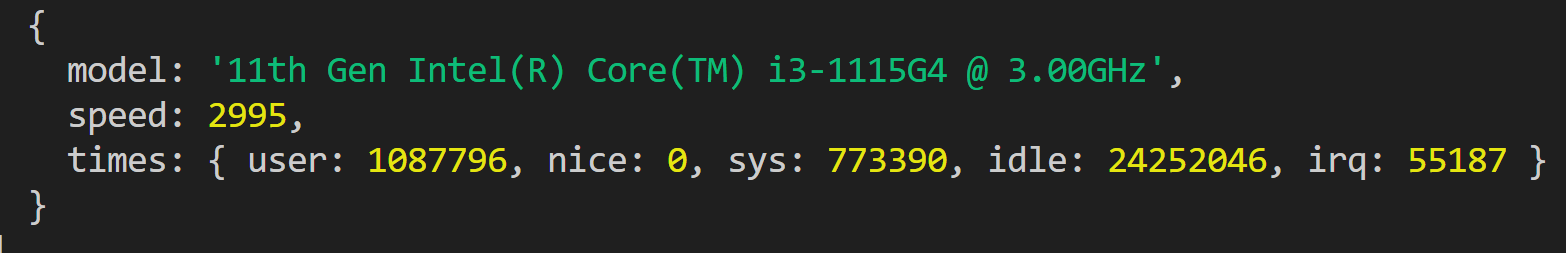 {
  model: '11th Gen Intel(R) Core(TM) i3-1115G4 @ 3.00GHz',
  speed: 2995,
  times: { user: 1087796, nice: 0, sys: 773390, idle: 24252046, irq: 55187 }
}